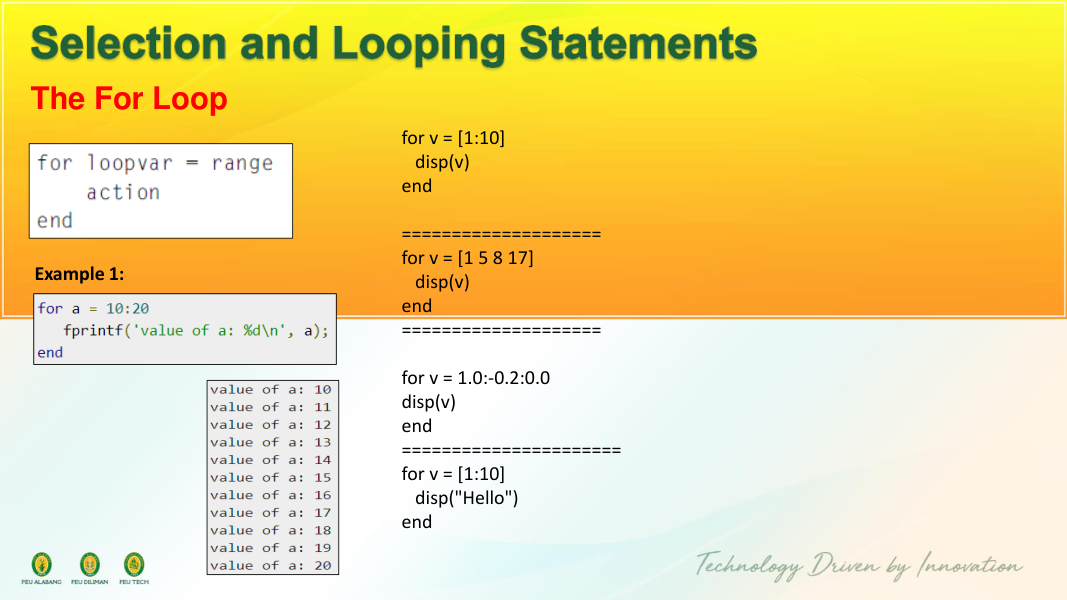 Selection and Looping Statements
The For Loop
for loopvar = range
    action
end
Example 1:
for a = 10:20
   fprintf('value of a: %d\n', a);
end
value of a: 10
value of a: 11
value of a: 12
value of a: 13
value of a: 14
value of a: 15
value of a: 16
value of a: 17
value of a: 18
value of a: 19
value of a: 20
for v = [1:10]
   disp(v)
end
====================
for v = [1 5 8 17]
   disp(v)
end
====================
for v = 1.0:-0.2:0.0
disp(v)
end
======================
for v = [1:10]
   disp("Hello")
end
FEU ALABANG FEU DILIMAN FEU TECH
Technology Driven by Innovation